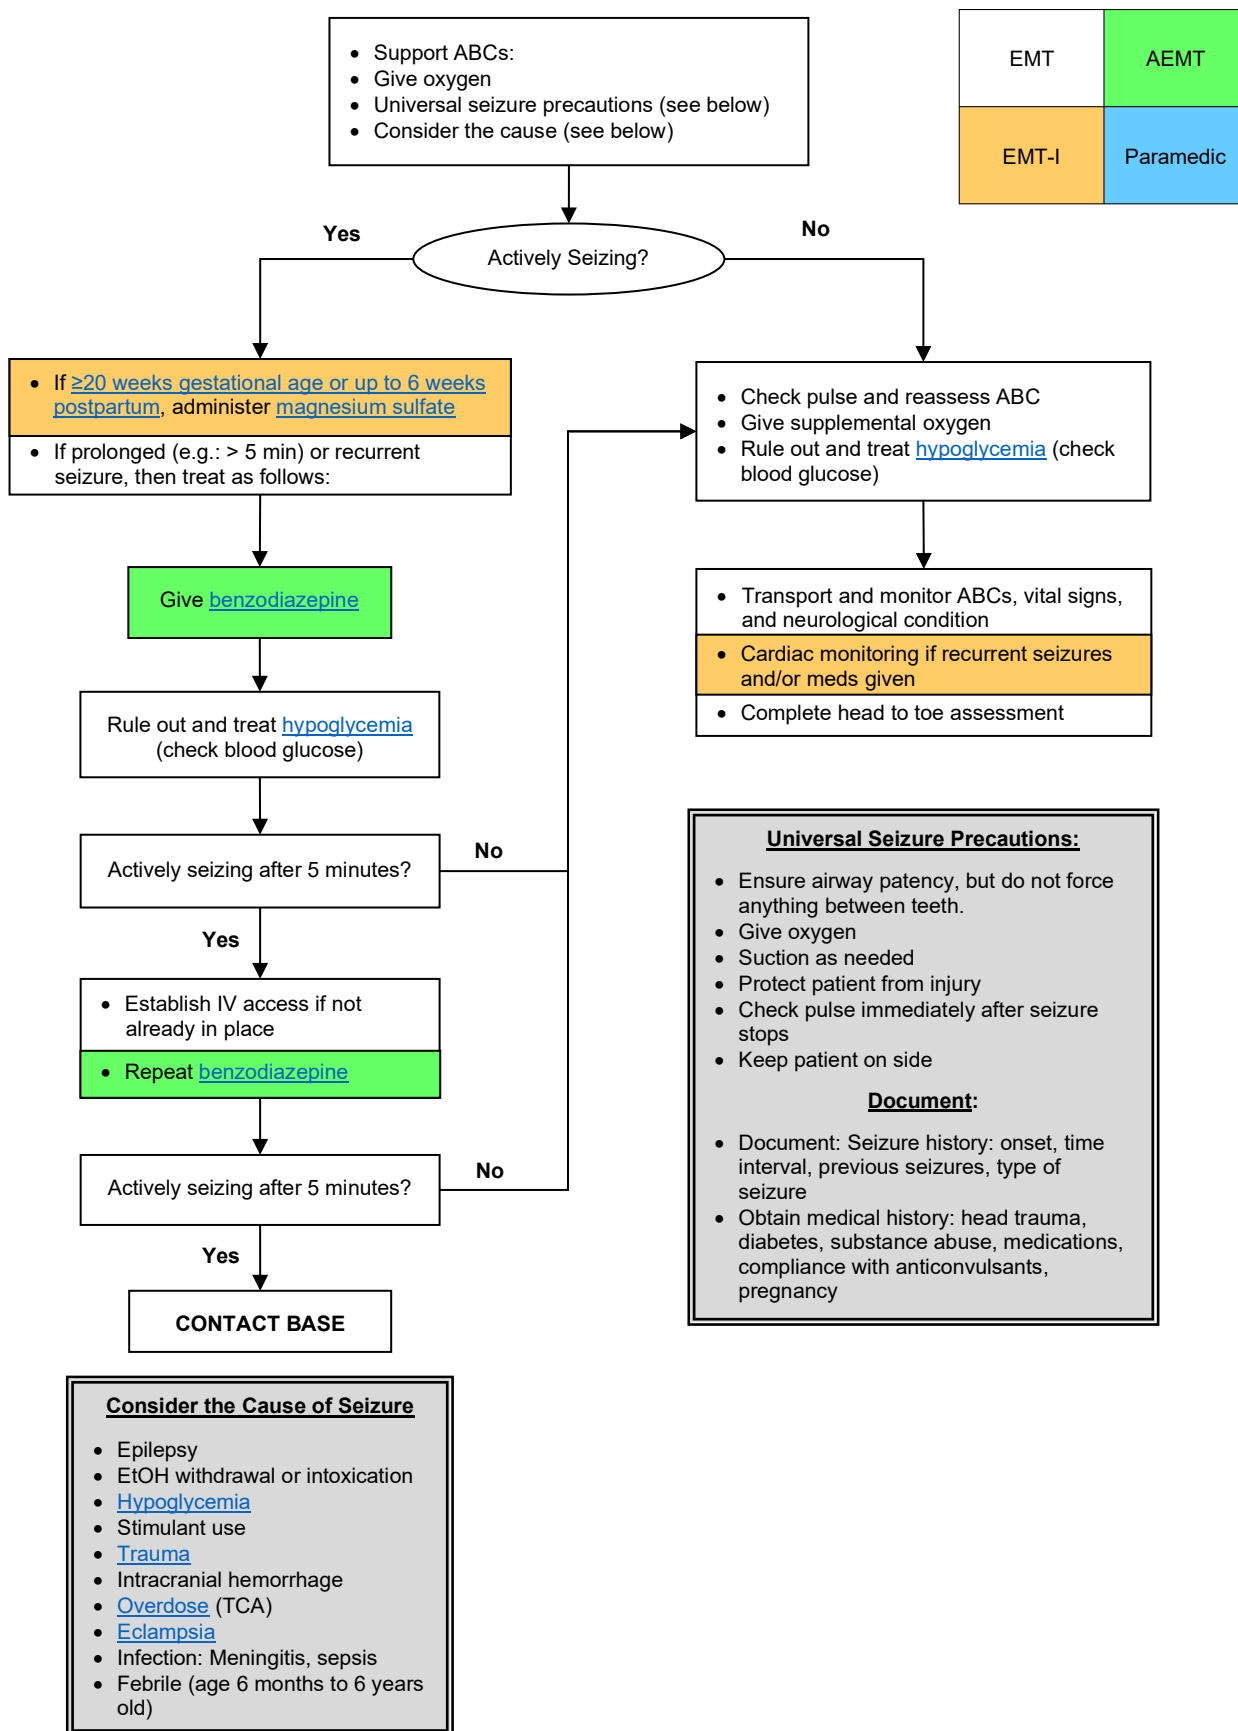 • Support ABCs:
• Give oxygen
• Universal seizure precautions (see below)
• Consider the cause (see below)
EMT
AEMT
EMT-I
Paramedic
Yes
No
Actively Seizing?
• If ≥20 weeks gestational age or up to 6 weeks
postpartum, administer magnesium sulfate
• If prolonged (e.g.: > 5 min) or recurrent
seizure, then treat as follows:
• Check pulse and reassess ABC
• Give supplemental oxygen
• Rule out and treat hypoglycemia (check
blood glucose)
Give benzodiazepine
• Transport and monitor ABCs, vital signs,
and neurological condition
• Cardiac monitoring if recurrent seizures
and/or meds given
• Complete head to toe assessment
Rule out and treat hypoglycemia
(check blood glucose)
Actively seizing after 5 minutes?
No
Yes
• Establish IV access if not
already in place
• Repeat benzodiazepine
Actively seizing after 5 minutes?
No
Yes
CONTACT BASE
Universal Seizure Precautions:
• Ensure airway patency, but do not force
anything between teeth.
• Give oxygen
• Suction as needed
• Protect patient from injury
• Check pulse immediately after seizure
stops
• Keep patient on side
Document:
• Document: Seizure history: onset, time
interval, previous seizures, type of
seizure
• Obtain medical history: head trauma,
diabetes, substance abuse, medications,
compliance with anticonvulsants,
pregnancy
Consider the Cause of Seizure
• Epilepsy
• EtOH withdrawal or intoxication
• Hypoglycemia
• Stimulant use
• Trauma
• Intracranial hemorrhage
• Overdose (TCA)
• Eclampsia
• Infection: Meningitis, sepsis
• Febrile (age 6 months to 6 years
old)